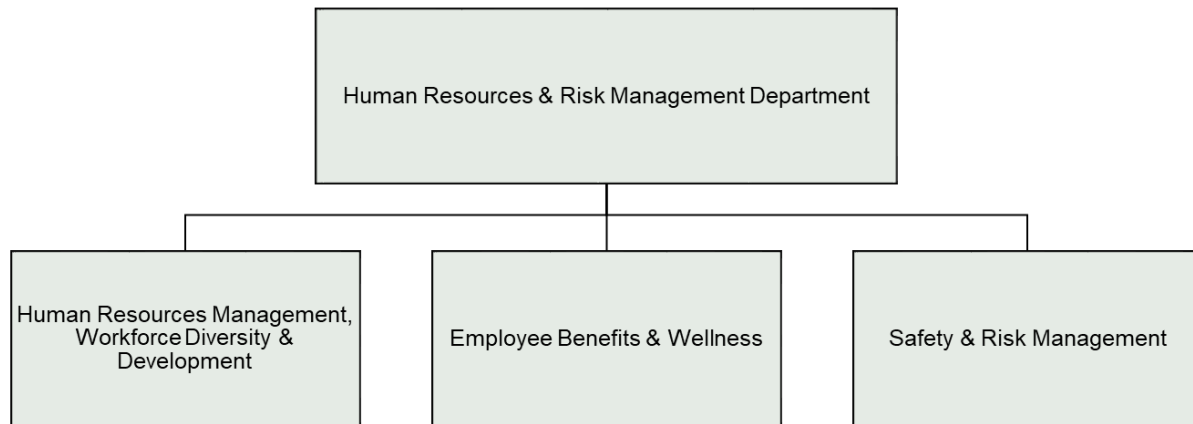 Human Resources & Risk Management Department
Human Resources Management,
Workforce Diversity &
Development
Employee Benefits & Wellness
Safety & Risk Management